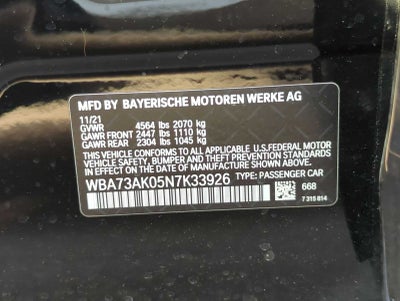 MFD BY BAYERISCHE MOTOREN WERKE AG
11/21
GVWR 4564 lbs 2070 kg
GAWR FRONT 2447 lbs 1110 kg
GAWR REAR 2304 lbs 1045 kg
THIS VEHICLE CONFORMS TO ALL APPLICABLE U.S.FEDERAL MOTOR
VEHICLE SAFETY, BUMPER AND THEFT PREVENTION
STANDARDS IN EFFECT ON THE DATE OF MANUFACTURE SHOWN ABOVE.
WBA73AK05N7K33926 TYPE: PASSENGER CAR
668
7 315 814